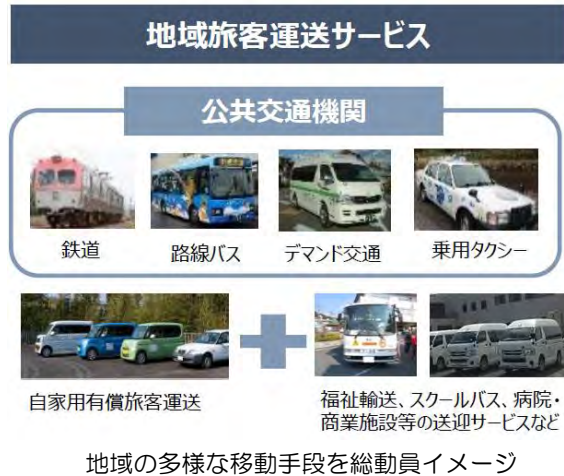 地域旅客運送サービス
公共交通機関
鉄道
路線バス
デマンド交通
乗用タクシー
自家用有償旅客運送
福祉輸送、スクールバス、病院・
商業施設等の送迎サービスなど
地域の多様な移動手段を総動員イメージ